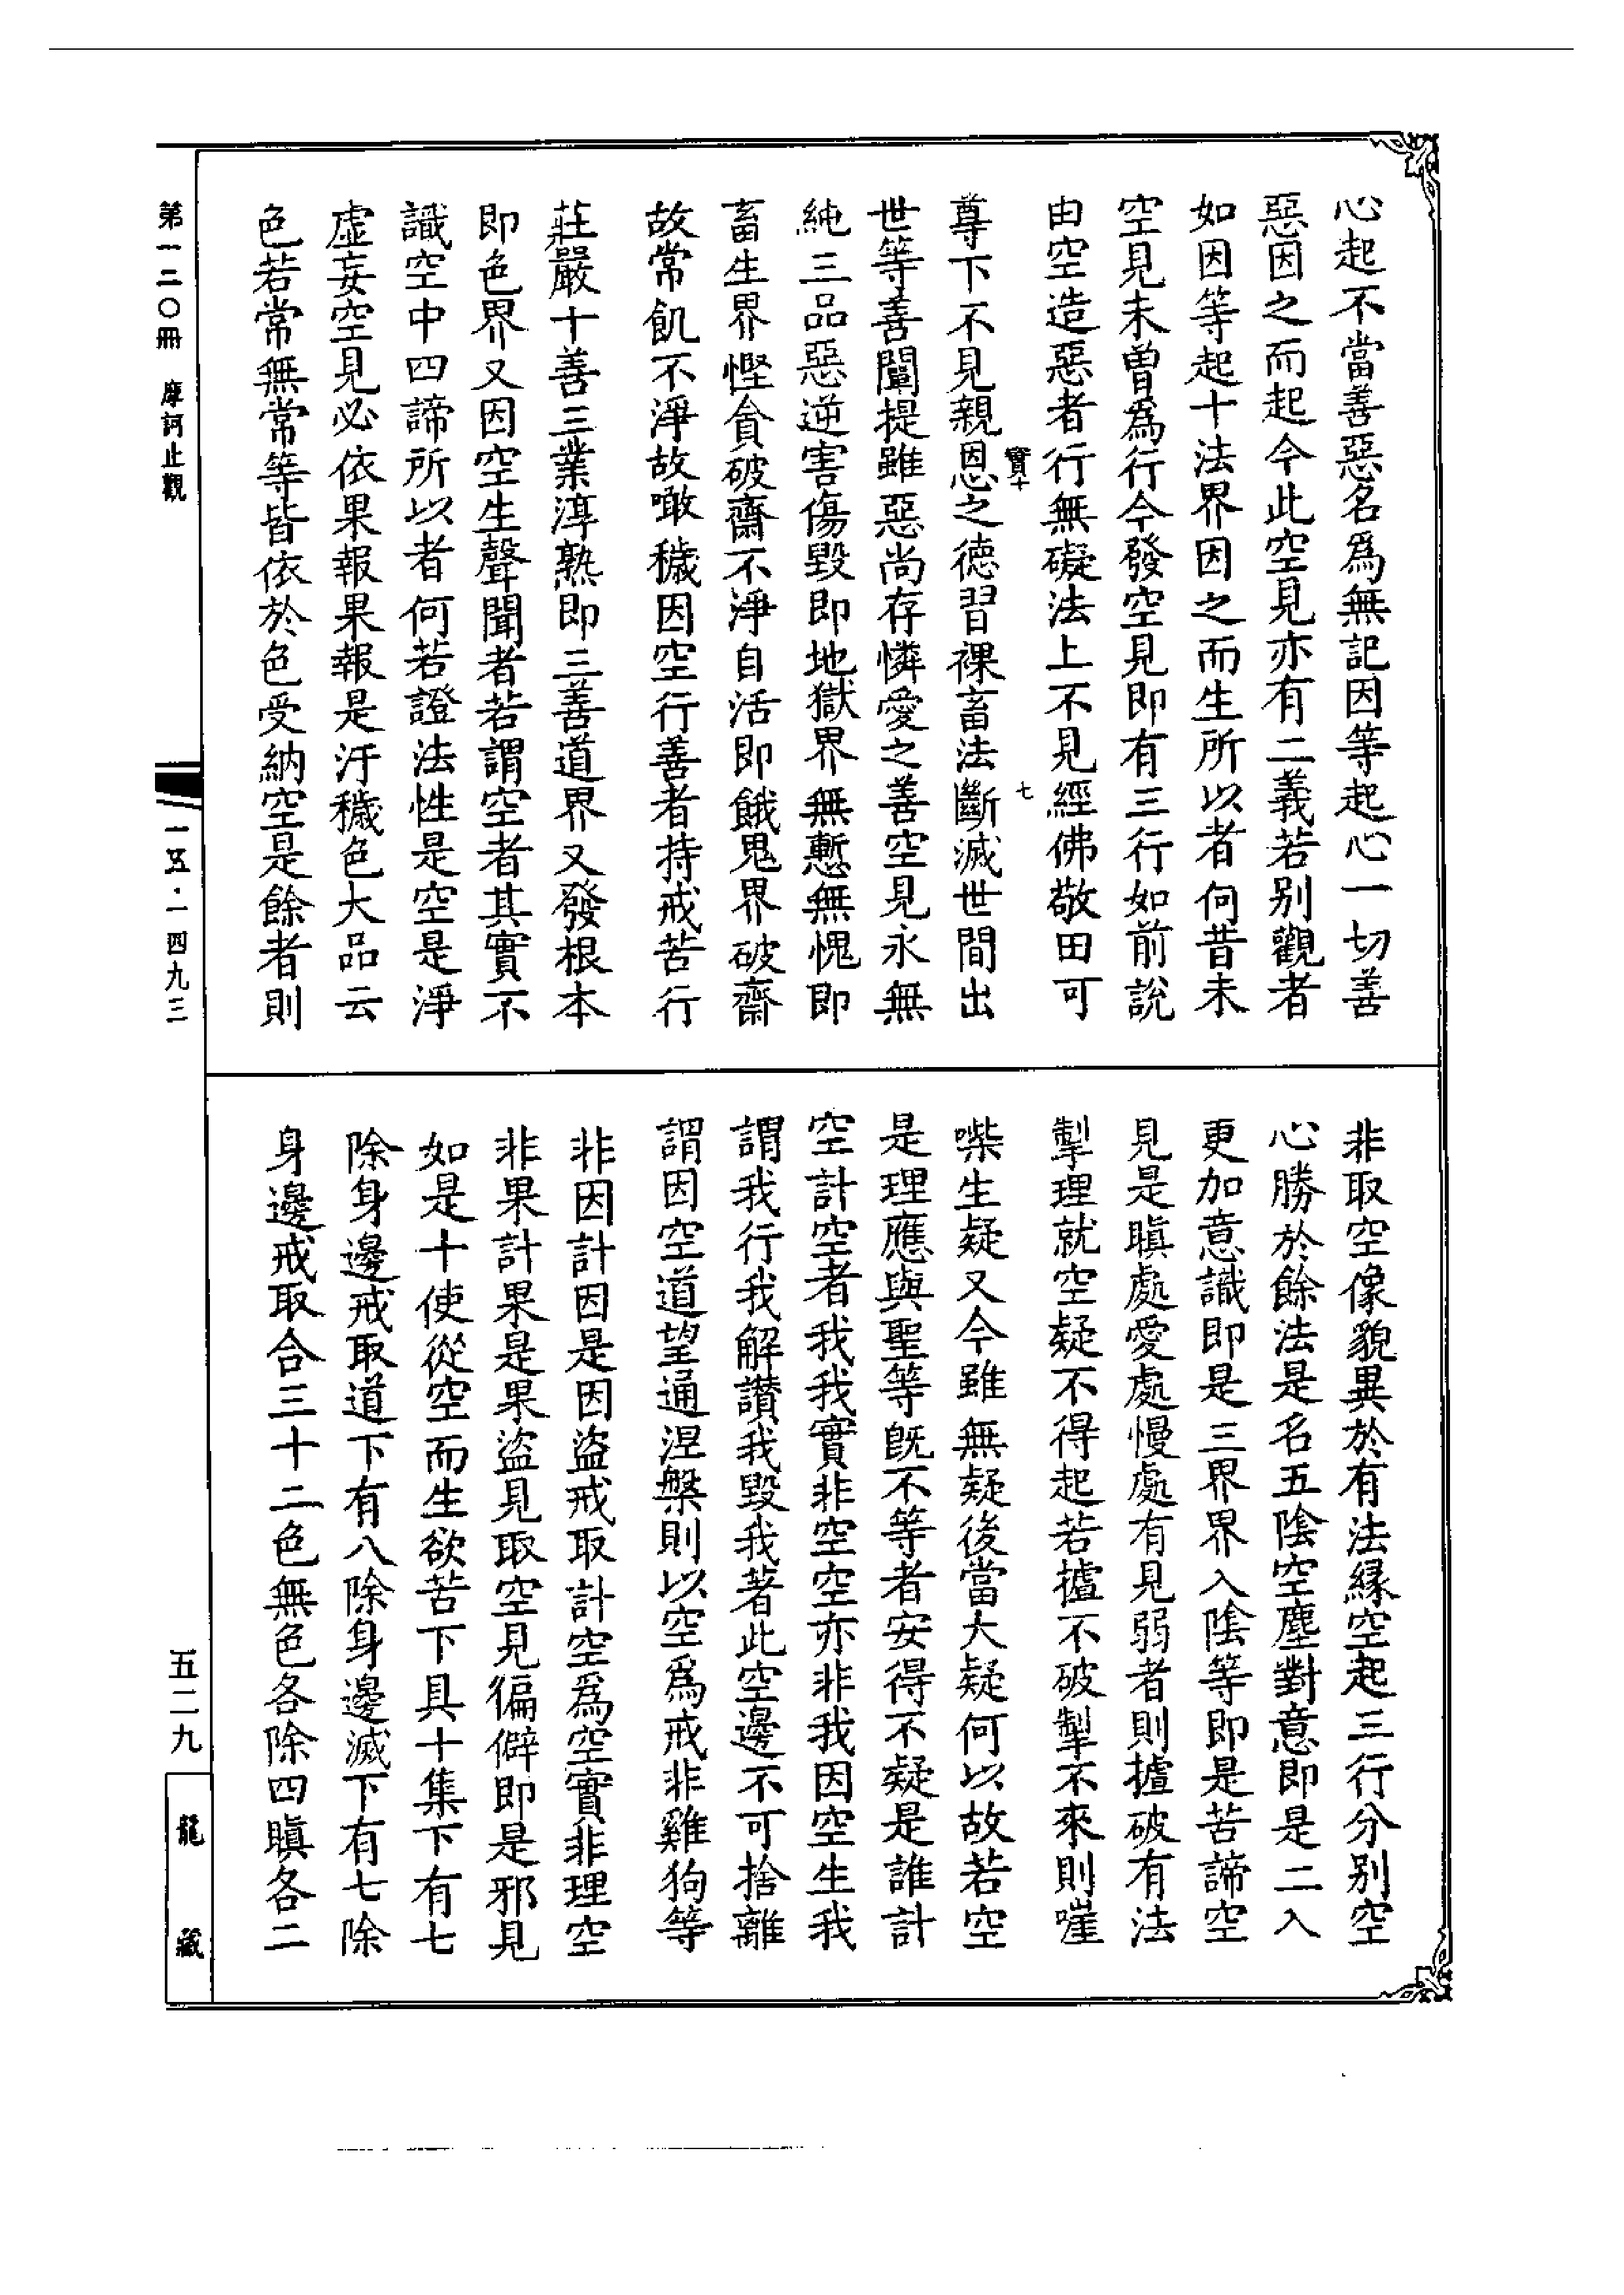 心起不當善惡名爲無記因等起心一切善
惡因之而起今此空見亦有二義若别觀者
如因等起十法界因之而生所以者何昔未
空見未曾爲行今發空見即有三行如前說
由空造惡者行無礙法上不見經佛敬田可
寶十
七
尊下不見親恩之德習裸畜法斷滅世間出
世等善闡提雖惡尚存憐愛之善空見永無
純三品惡逆害傷毀即地獄界無慙無愧即
畜生界慳貪破齋不淨自活即餓鬼界破齋
故常飢不淨故噉穢因空行善者持戒苦行
莊嚴十善三業淳熟即三善道界又發根本
即色界又因空生聲聞者若謂空者其實不
識空中四諦所以者何若證法性是空是淨
虛妄空見必依果報果報是汙穢色大品云
色若常無常等皆依於色受納空是餘者則
非取空像貌異於有法緣空起三行分别空
心勝於餘法是名五陰空塵對意即是二入
更加意識即是三界界入陰等即是苦諦空
見是瞋處愛處慢處有見弱者則攎破有法
掣理就空疑不得起若攎不破掣不來則嘊
喍生疑又今雖無疑後當大疑何以故若空
是理應與聖等旣不等者安得不疑是誰計
空計空者我我實非空空亦非我因空生我
謂我行我解讃我毀我著此空邊不可捨離
謂因空道望通涅槃則以空爲戒非雞狗等
非因計因是因盜戒取計空爲空實非理空
非果計果是果盜見取空見徧僻即是邪見
如是十使從空而生欲苦下具十集下有七
除身邊戒取道下有八除身邊滅下有七除
身邊戒取合三十二色無色各除四瞋各二
第一二〇冊
摩訶止觀
一五·一四九三
五二九
龍藏